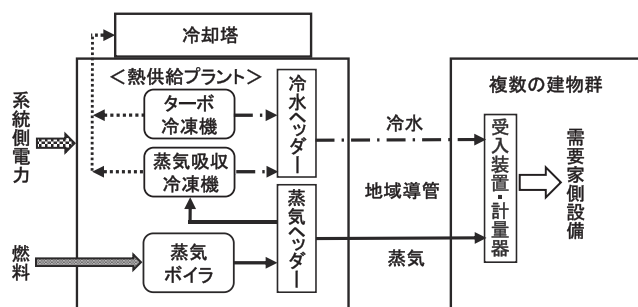 冷却塔
＜熱供給プラント＞
ターボ
冷凍機
蒸気吸収
冷凍機
蒸気
ボイラ
冷水ヘッダー
蒸気ヘッダー
系統側電力
燃料
冷水
地域導管
蒸気
複数の建物群
受入装置・計量器
需要家側設備